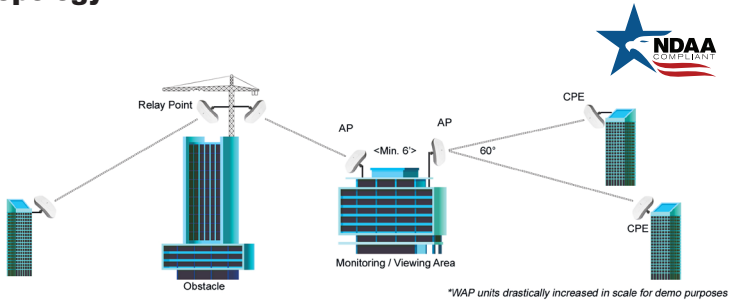 NDAA
COMPLIANT
Relay Point
CPE
AP
AP
<Min. 6'>
60°
CPE
Monitoring / Viewing Area
Obstacle
*WAP units drastically increased in scale for demo purposes